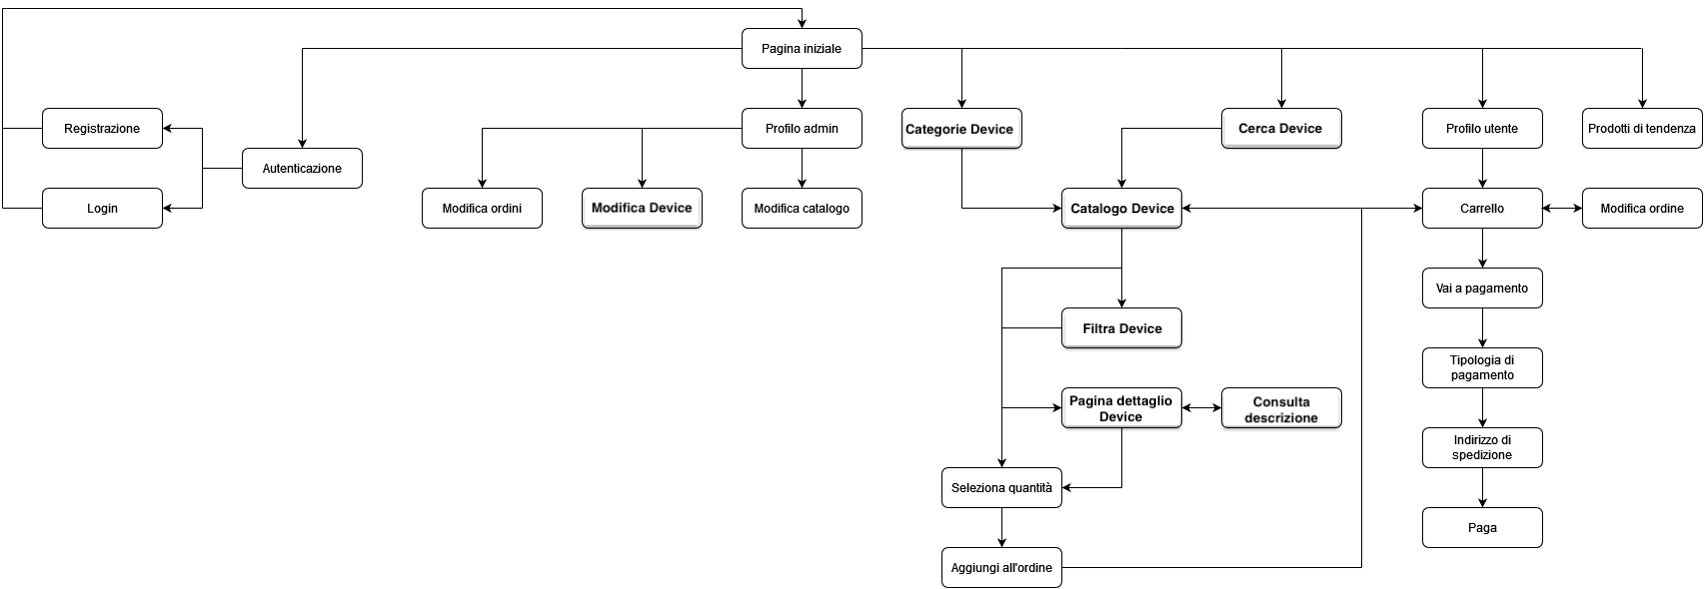 Pagina iniziale
Registrazione
Profilo admin
Categorie Device
Cerca Device
Profilo utente
Prodotti di tendenza
Autenticazione
Login
Modifica ordini
Modifica Device
Modifica catalogo
Catalogo Device
Carrello
Modifica ordine
Vai a pagamento
Filtra Device
Tipologia di
pagamento
Pagina dettaglio
Device
Consulta
descrizione
Indirizzo di
spedizione
Seleziona quantità
Paga
Aggiungi all'ordine